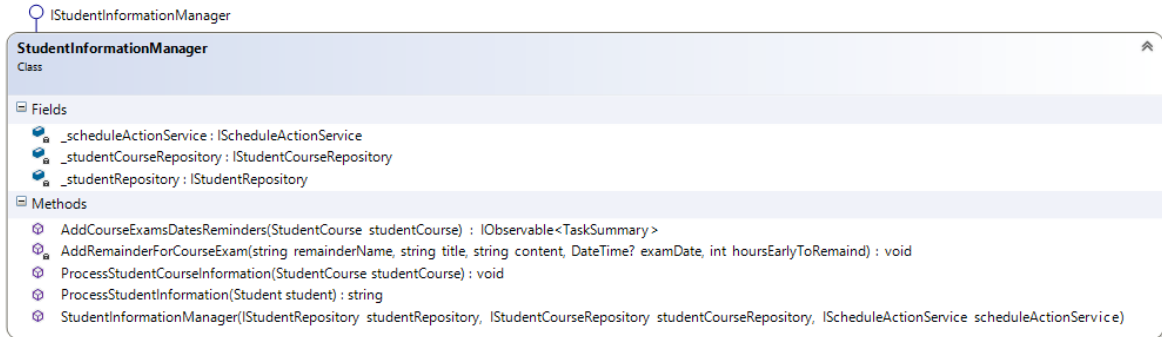 IStudentInformationManager
StudentInformationManager
Class
Fields
_scheduleActionService : IScheduleActionService
_studentCourseRepository : IStudentCourseRepository
_studentRepository : IStudentRepository
Methods
AddCourseExamsDatesReminders(StudentCourse studentCourse) : IObservable<TaskSummary>
AddRemainderForCourseExam(string remainderName, string title, string content, DateTime? examDate, int hoursEarlyToRemaind) : void
ProcessStudentCourseInformation(StudentCourse studentCourse) : void
ProcessStudentInformation(Student student) : string
StudentInformationManager(IStudentRepository studentRepository, IStudentCourseRepository studentCourseRepository, IScheduleActionService scheduleActionService)